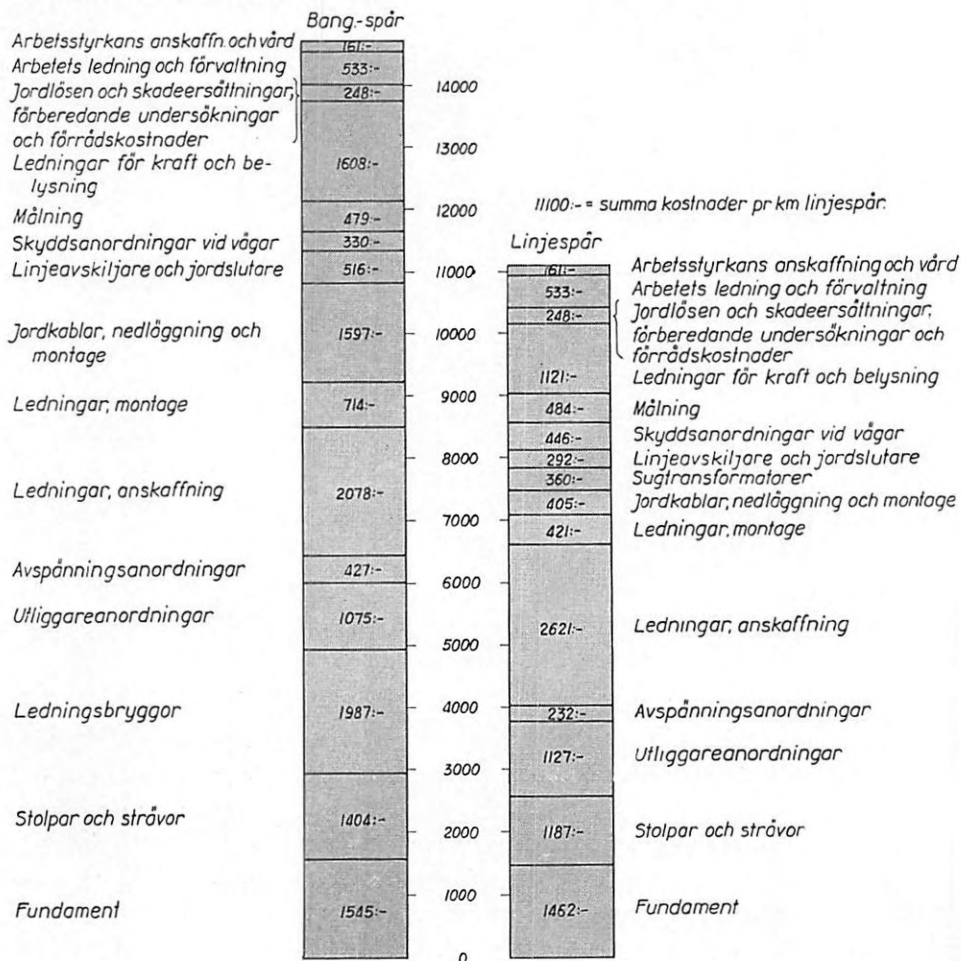 Bang.-spår
Arbetsstyrkans anskaffn. och vård
161:-
Arbetets ledning och förvaltning
533:-
Jordlösen och skadeersättningar,
förberedande undersökningar
och förrådskostnader
248:-
Ledningar för kraft och be-
lysning
1608:-
Målning
479:-
Skyddsanordningar vid vägar
330:-
Linjeavskiljare och jordslutare
516:-
Jordkablar, nedläggning och
montage
1597:-
Ledningar, montage
714:-
Ledningar, anskaffning
2078:-
Avspänningsanordningar
427:-
Utliggareanordningar
1075:-
Ledningsbryggor
1987:-
Stolpar och strävor
1404:-
Fundament
1545:-
14000
13000
12000
11000
10000
9000
8000
7000
6000
5000
4000
3000
2000
1000
0
11100:- = summa kostnader pr km linjespår.
Linjespår
161:-
Arbetsstyrkans anskaffning och vård
533:-
Arbetets ledning och förvaltning
248:-
Jordlösen och skadeersättningar,
förberedande undersökningar och
förrådskostnader
1121:-
Ledningar för kraft och belysning
484:-
Målning
446:-
Skyddsanordningar vid vägar
292:-
Linjeavskiljare och jordslutare
360:-
Sugtransformatorer
405:-
Jordkablar, nedläggning och montage
421:-
Ledningar, montage
2621:-
Ledningar, anskaffning
232:-
Avspänningsanordningar
1127:-
Utliggareanordningar
1187:-
Stolpar och strävor
1462:-
Fundament